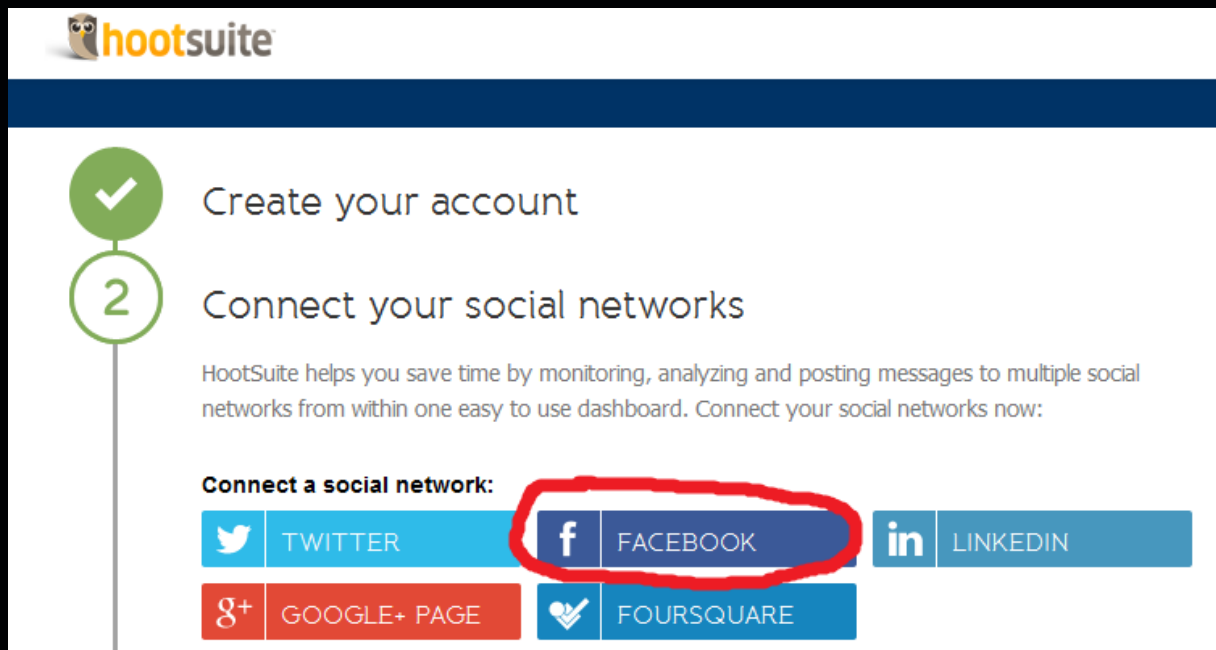 hootsuite
Create your account
2
Connect your social networks
HootSuite helps you save time by monitoring, analyzing and posting messages to multiple social
networks from within one easy to use dashboard. Connect your social networks now:
Connect a social network:
TWITTER f FACEBOOK in LINKEDIN
g+ GOOGLE+ PAGE FOURSQUARE